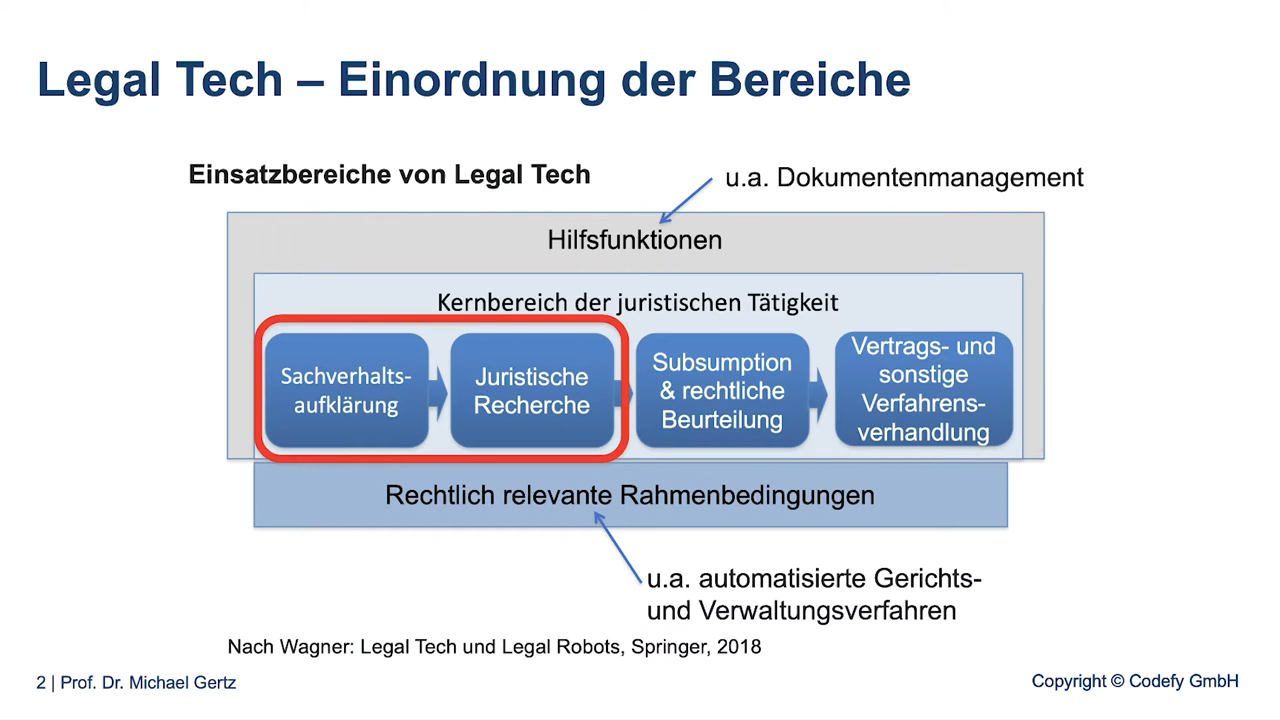 Legal Tech – Einordnung der Bereiche
Einsatzbereiche von Legal Tech
u.a. Dokumentenmanagement
Hilfsfunktionen
Kernbereich der juristischen Tätigkeit
Sachverhalts-
aufklärung
Juristische
Recherche
Subsumption
& rechtliche
Beurteilung
Vertrags- und
sonstige
Verfahrens-
verhandlung
Rechtlich relevante Rahmenbedingungen
u.a. automatisierte Gerichts-
und Verwaltungsverfahren
Nach Wagner: Legal Tech und Legal Robots, Springer, 2018
2 | Prof. Dr. Michael Gertz
Copyright © Codefy GmbH